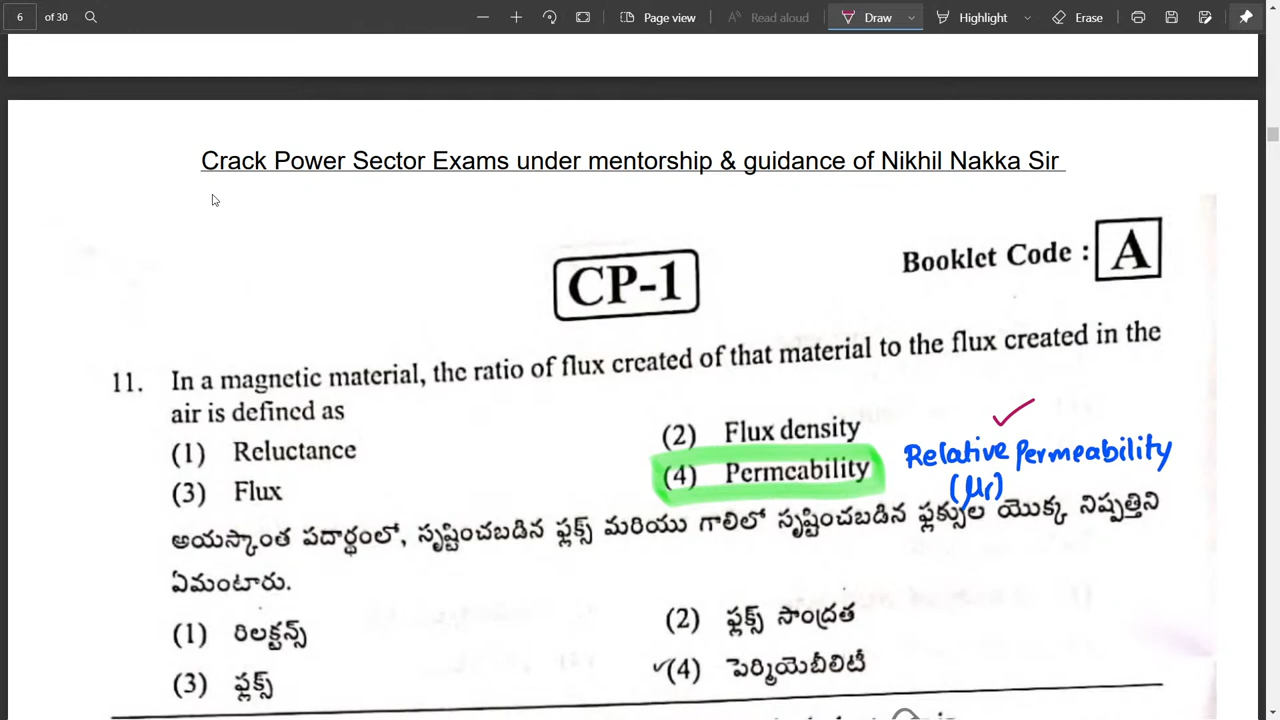 6 of 30 Page view Read aloud Draw Highlight Erase
Crack Power Sector Exams under mentorship & guidance of Nikhil Nakka Sir
CP-1
Booklet Code : A
11. In a magnetic material, the ratio of flux created of that material to the flux created in the
air is defined as
(1) Reluctance (2) Flux density
(3) Flux (4) Permeability
Relative Permeability
(μr)
అయస్కాంత పదార్థంలో, సృష్టించబడిన ఫ్లక్స్ మరియు గాలిలో సృష్టించబడిన ఫ్లక్సుల యొక్క నిష్పత్తిని
ఏమంటారు.
(1) రిలక్టన్స్ (2) ఫ్లక్స్ సాంద్రత
(3) ఫ్లక్స్ (4) పెర్మియెబీలిటీ